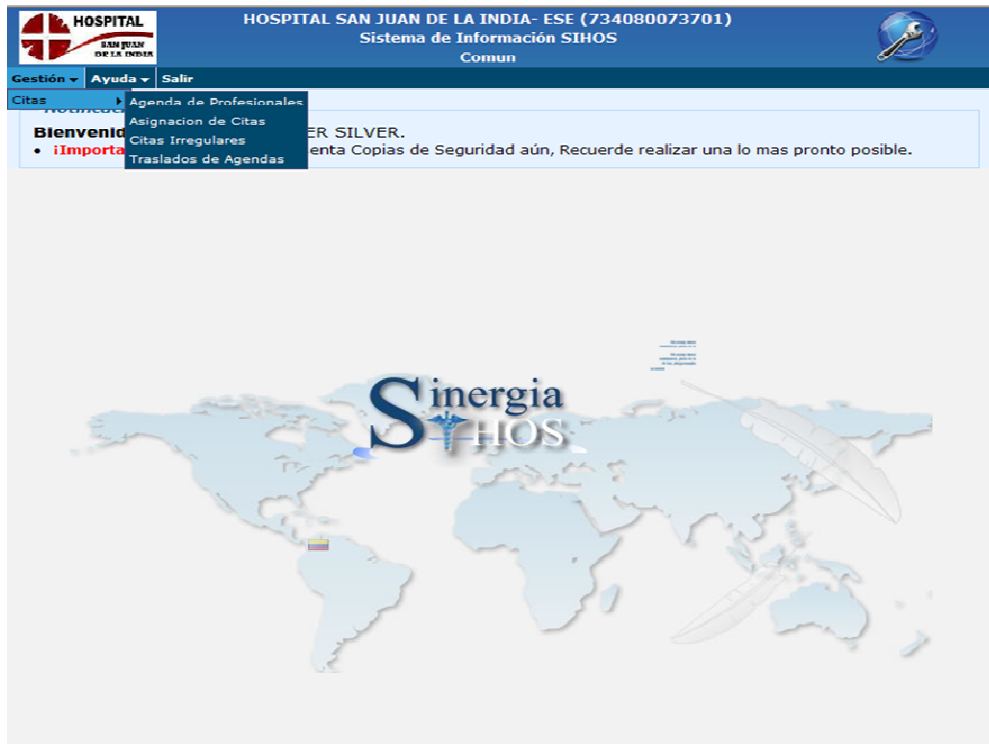 HOSPITAL
SAN JUAN
DE LA INDIA
HOSPITAL SAN JUAN DE LA INDIA- ESE (734080073701)
Sistema de Información SIHOS
Comun
Gestión Ayuda Salir
Citas
Agenda de Profesionales
Asignacion de Citas
Citas Irregulares
Traslados de Agendas
Bienvenid ER SILVER.
• ¡Importa enta Copias de Seguridad aún, Recuerde realizar una lo mas pronto posible.
Sinergia
SIHOS